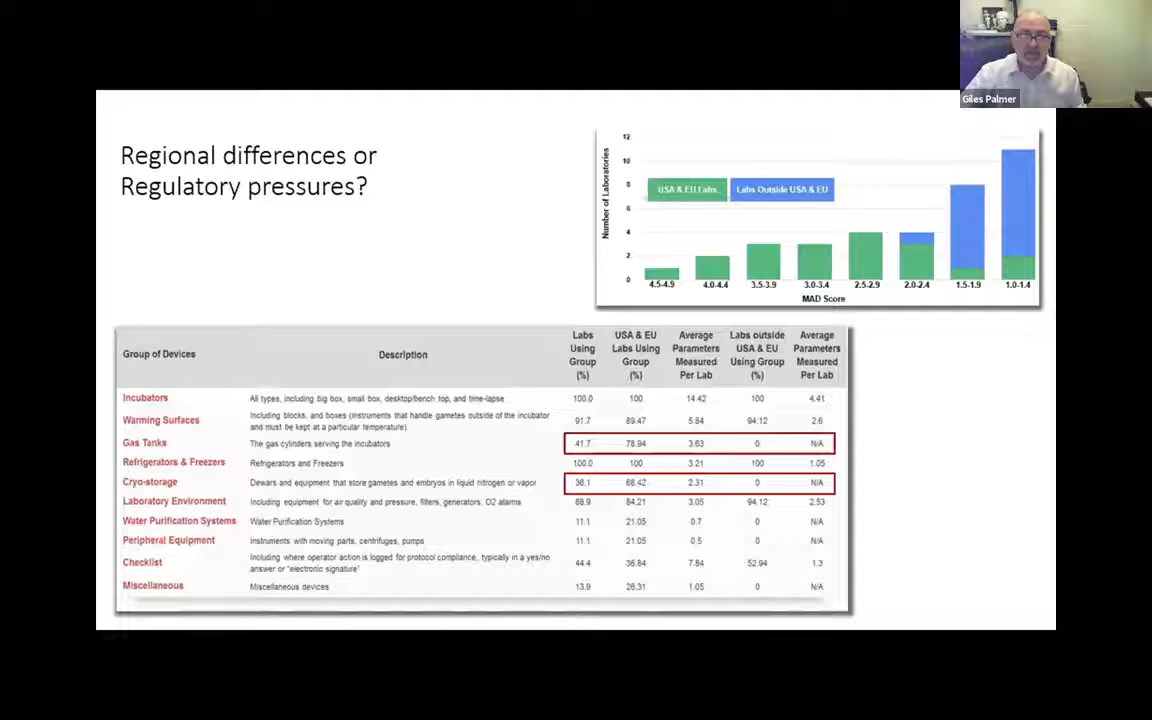 Giles Palmer
Regional differences or
Regulatory pressures?
12
10
8
6
4
2
0
Number of Laboratories
USA & EU Labs
Labs Outside USA & EU
4.5-4.9 4.0-4.4 3.5-3.9 3.0-3.4 2.5-2.9 2.0-2.4 1.5-1.9 1.0-1.4
MAD Score
Group of Devices
Description
Labs
Using
Group
(%)
USA & EU
Labs Using
Group
(%)
Average
Parameters
Measured
Per Lab
Labs outside
USA & EU
Using Group
(%)
Average
Parameters
Measured
Per Lab
Incubators All types, including big box, small box, desktop/bench top, and time-lapse 100.0 100 14.42 100 4.41
Warming Surfaces Including blocks, and boxes (instruments that handle gametes outside of the incubator
and must be kept at a particular temperature) 91.7 89.47 5.84 94.12 2.6
Gas Tanks The gas cylinders serving the incubators 41.7 78.94 3.63 0 N/A
Refrigerators & Freezers Refrigerators and Freezers 100.0 100 3.21 100 1.05
Cryo-storage Dewars and equipment that store gametes and embryos in liquid nitrogen or vapor 36.1 68.42 2.31 0 N/A
Laboratory Environment Including equipment for air quality and pressure, filters, generators, O2 alarms 88.9 84.21 3.05 94.12 2.53
Water Purification Systems Water Purification Systems 11.1 21.05 0.7 0 N/A
Peripheral Equipment Instruments with moving parts, centrifuges, pumps 11.1 21.05 0.5 0 N/A
Checklist Including where operator action is logged for protocol compliance, typically in a yes/no
answer or "electronic signature" 44.4 36.84 7.84 52.94 1.3
Miscellaneous Miscellaneous devices 13.9 26.31 1.05 0 N/A